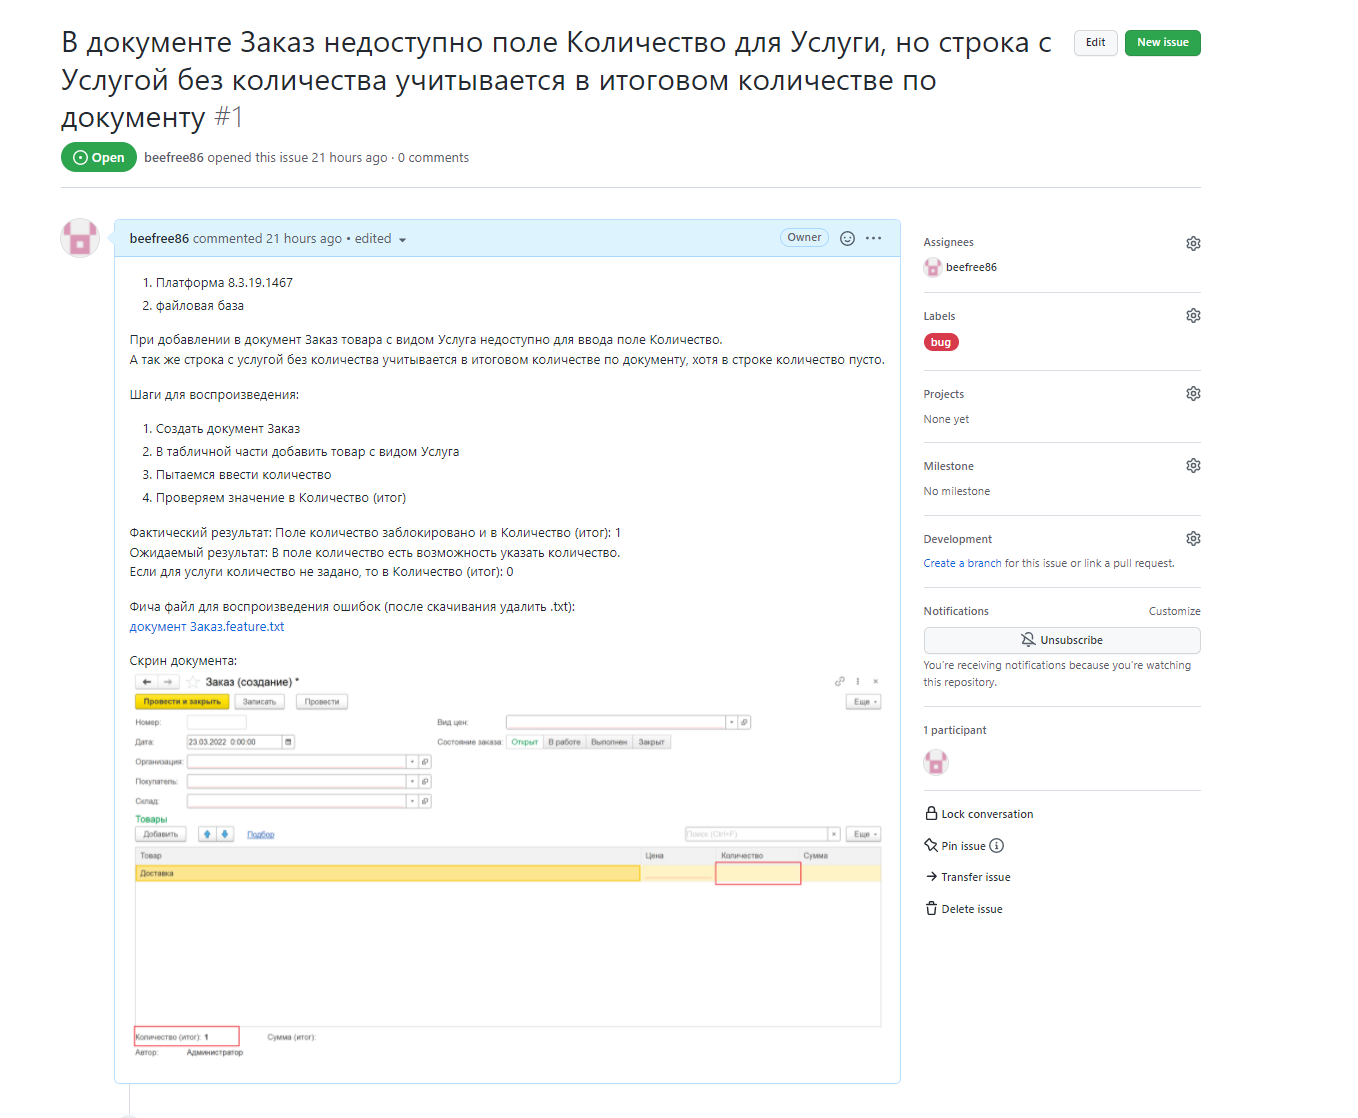 В документе Заказ недоступно поле Количество для Услуги, но строка с
Услугой без количества учитывается в итоговом количестве по
документу #1
Edit
New issue
Open
beefree86 opened this issue 21 hours ago · 0 comments
beefree86 commented 21 hours ago • edited
Owner
1. Платформа 8.3.19.1467
2. файловая база
При добавлении в документ Заказ товара с видом Услуга недоступно для ввода поле Количество.
А так же строка с услугой без количества учитывается в итоговом количестве по документу, хотя в строке количество пусто.
Шаги для воспроизведения:
1. Создать документ Заказ
2. В табличной части добавить товар с видом Услуга
3. Пытаемся ввести количество
4. Проверяем значение в Количество (итог)
Фактический результат: Поле количество заблокировано и в Количество (итог): 1
Ожидаемый результат: В поле количество есть возможность указать количество.
Если для услуги количество не задано, то в Количество (итог): 0
Фича файл для воспроизведения ошибок (после скачивания удалить .txt):
документ Заказ.feature.txt
Скрин документа:
Заказ (создание) *
Провести и закрыть
Записать
Провести
Еще
Номер:
Вид цен:
Дата:
23.03.2022 0:00:00
Состояние заказа:
Открыт
В работе
Выполнен
Закрыт
Организация:
Покупатель:
Склад:
Товары
Добавить
Подбор
Поиск (Ctrl+F)
×
Еще
Товар
Цена
Количество
Сумма
Доставка
Количество (итог): 1
Сумма (итог):
Автор:
Администратор
Assignees
beefree86
Labels
bug
Projects
None yet
Milestone
No milestone
Development
Create a branch for this issue or link a pull request.
Notifications
Customize
Unsubscribe
You're receiving notifications because you're watching
this repository.
1 participant
Lock conversation
Pin issue
Transfer issue
Delete issue